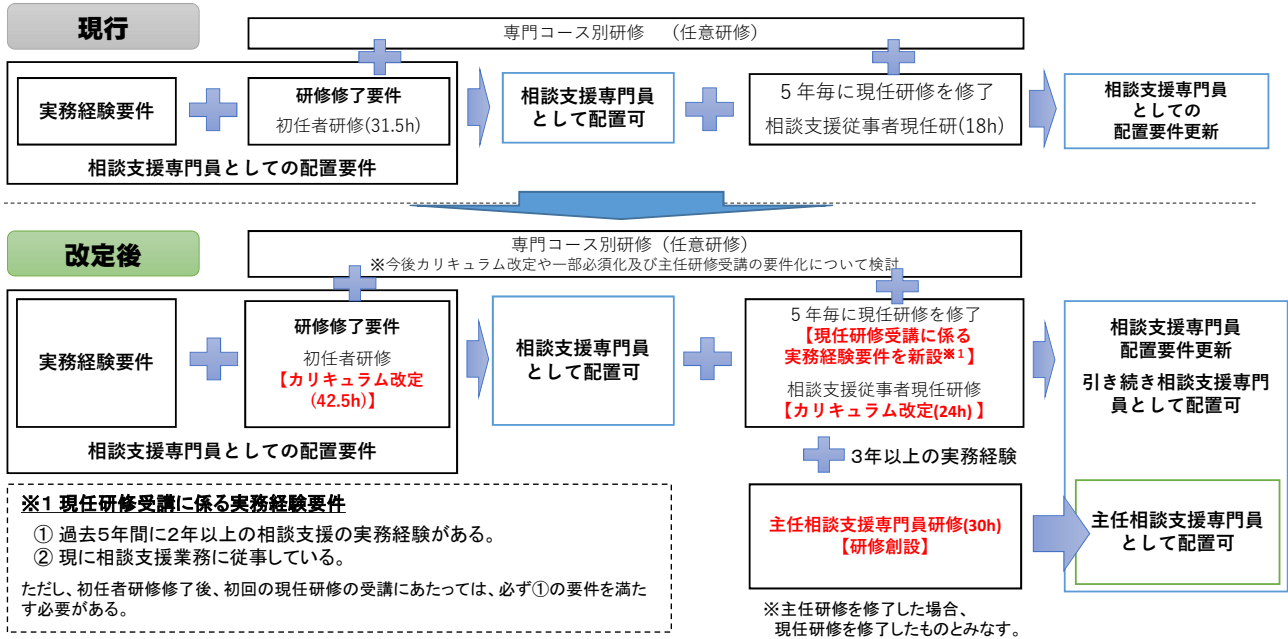 現行
専門コース別研修　（任意研修）
実務経験要件
研修修了要件
初任者研修(31.5h)
相談支援専門員としての配置要件
相談支援専門員
として配置可
５年毎に現任研修を修了
相談支援従事者現任研(18h)
相談支援専門員
としての
配置要件更新
改定後
専門コース別研修（任意研修）
※今後カリキュラム改定や一部必須化及び主任研修受講の要件化について検討
実務経験要件
研修修了要件
初任者研修
【カリキュラム改定
(42.5h)】
相談支援専門員としての配置要件
相談支援専門員
として配置可
５年毎に現任研修を修了
【現任研修受講に係る
実務経験要件を新設※１】
相談支援従事者現任研修
【カリキュラム改定(24h) 】
相談支援専門員
配置要件更新
引き続き相談支援専門
員として配置可
３年以上の実務経験
主任相談支援専門員研修(30h)
【研修創設】
主任相談支援専門員
として配置可
※主任研修を修了した場合、
現任研修を修了したものとみなす。
※１ 現任研修受講に係る実務経験要件
① 過去５年間に２年以上の相談支援の実務経験がある。
② 現に相談支援業務に従事している。
ただし、初任者研修修了後、初回の現任研修の受講にあたっては、必ず①の要件を満た
す必要がある。